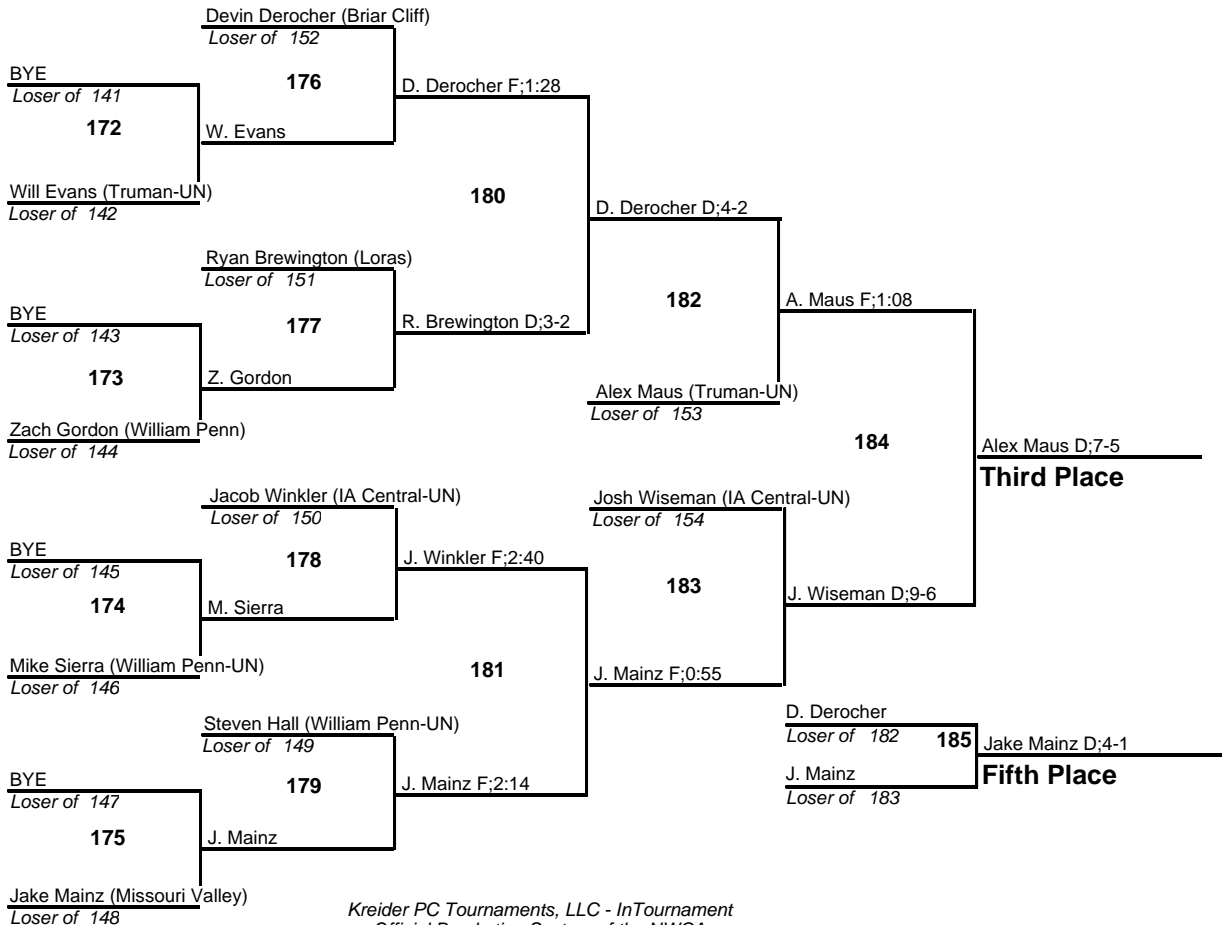 Devin Derocher (Briar Cliff)
Loser of 152
176
BYE
Loser of 141
172
D. Derocher F;1:28
W. Evans
Will Evans (Truman-UN)
Loser of 142
180
D. Derocher D;4-2
Ryan Brewington (Loras)
Loser of 151
177
BYE
Loser of 143
173
R. Brewington D;3-2
Z. Gordon
Zach Gordon (William Penn)
Loser of 144
182
A. Maus F;1:08
Alex Maus (Truman-UN)
Loser of 153
184
Alex Maus D;7-5
Third Place
Jacob Winkler (IA Central-UN)
Loser of 150
178
BYE
Loser of 145
174
J. Winkler F;2:40
M. Sierra
Mike Sierra (William Penn-UN)
Loser of 146
181
Josh Wiseman (IA Central-UN)
Loser of 154
183
J. Wiseman D;9-6
J. Mainz F;0:55
Steven Hall (William Penn-UN)
Loser of 149
179
BYE
Loser of 147
175
J. Mainz F;2:14
J. Mainz
Jake Mainz (Missouri Valley)
Loser of 148
D. Derocher
Loser of 182
185
Jake Mainz D;4-1
Fifth Place
J. Mainz
Loser of 183
Kreider PC Tournaments, LLC - InTournament